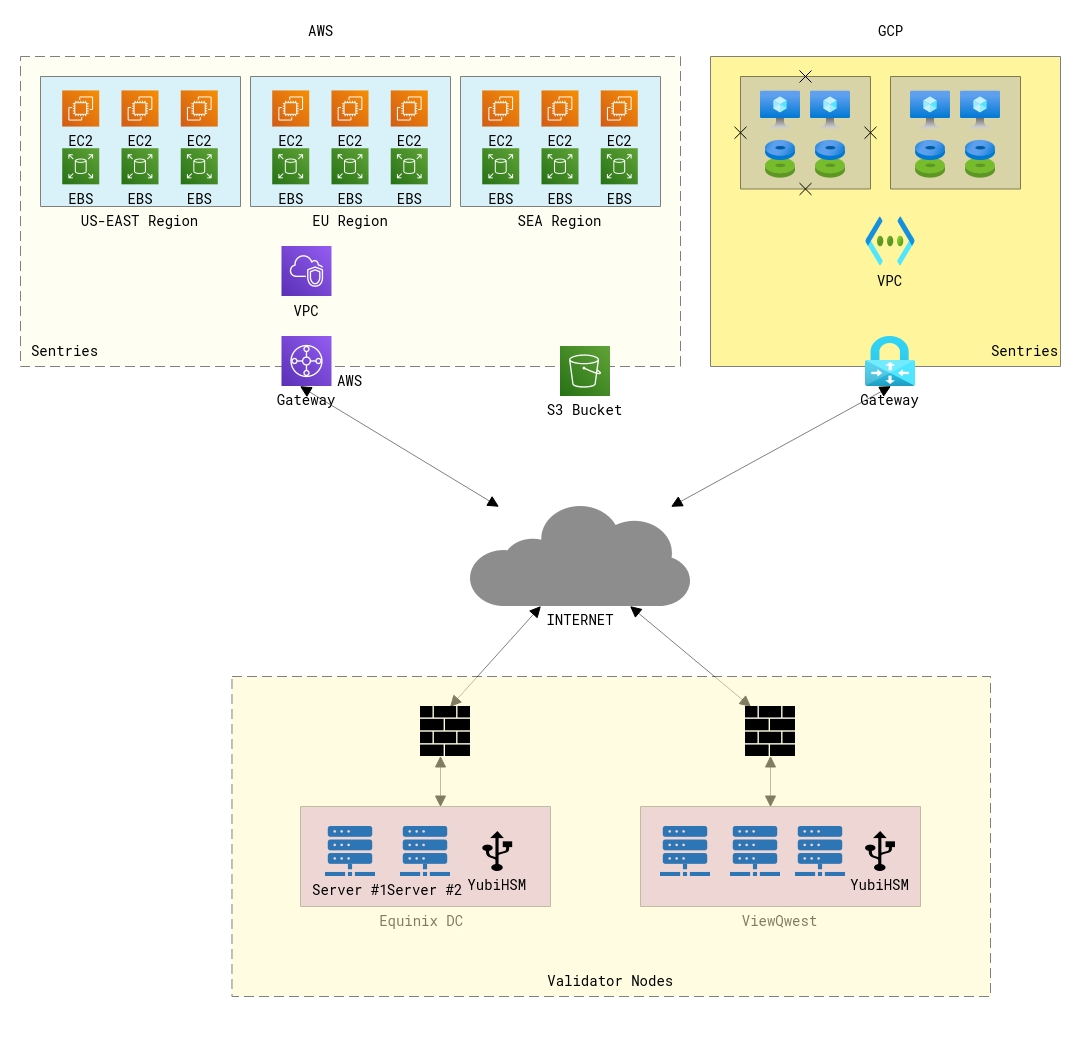 AWS
GCP
EC2 EC2 EC2 EC2 EC2 EC2 EC2 EC2 EC2
EBS EBS EBS EBS EBS EBS EBS EBS EBS
US-EAST Region
EU Region
SEA Region
VPC
VPC
Sentries
Sentries
AWS
Gateway
S3 Bucket
Gateway
INTERNET
Server #1
Server #2
YubiHSM
YubiHSM
Equinix DC
ViewQwest
Validator Nodes